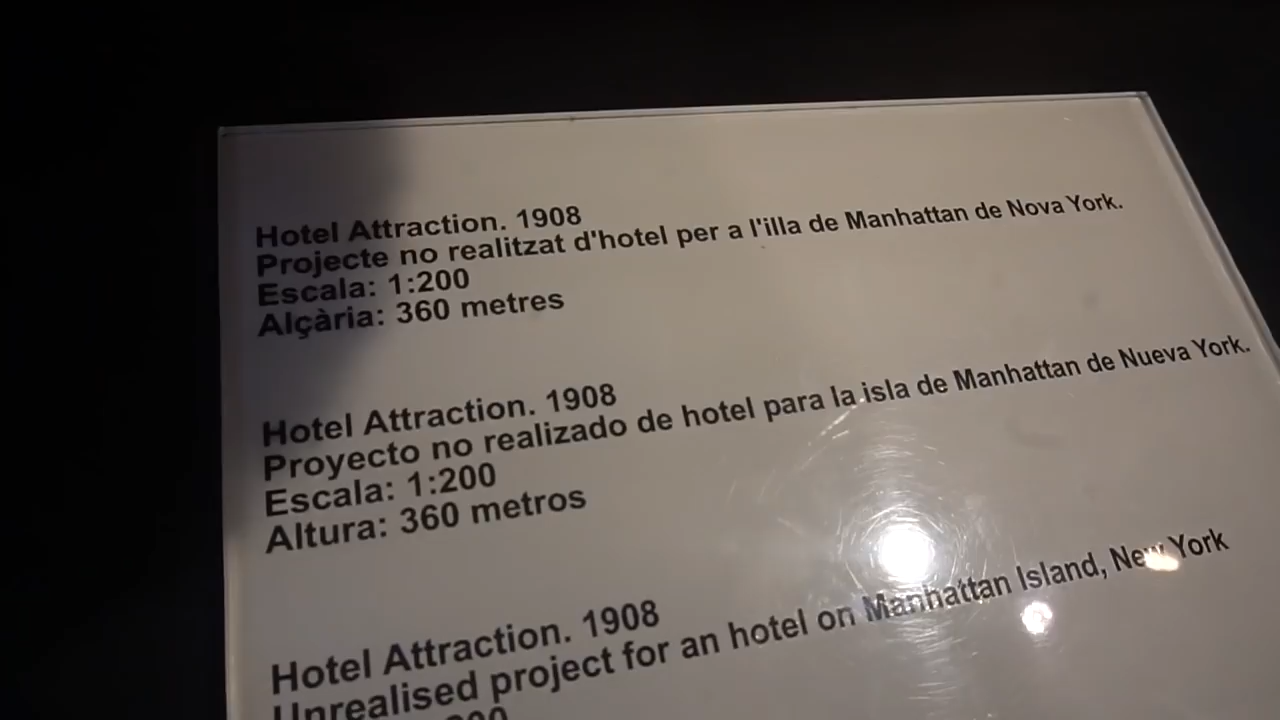 Hotel Attraction. 1908
Projecte no realitzat d'hotel per a l'illa de Manhattan de Nova York.
Escala: 1:200
Alçària: 360 metres
Hotel Attraction. 1908
Proyecto no realizado de hotel para la isla de Manhattan de Nueva York.
Escala: 1:200
Altura: 360 metros
Hotel Attraction. 1908
Unrealised project for an hotel on Manhattan Island, New York